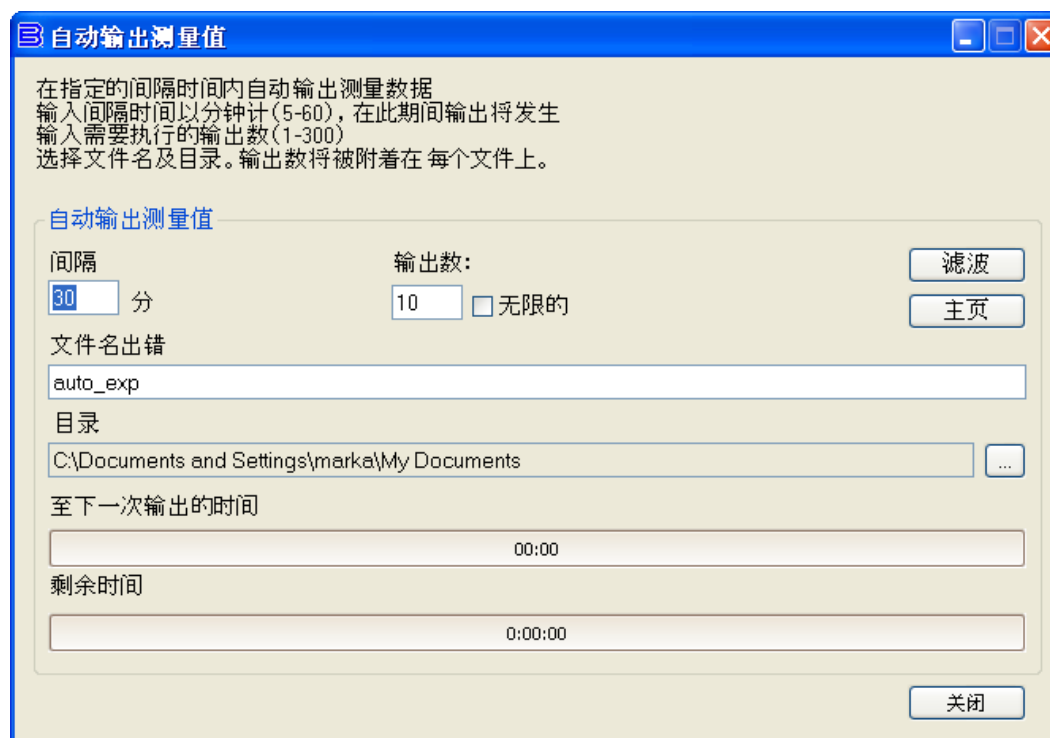 自动输出测量值
在指定的间隔时间内自动输出测量数据
输入间隔时间以分钟计(5-60), 在此期间输出将发生
输入需要执行的输出数(1-300)
选择文件名及目录。输出数将被附着在 每个文件上。
自动输出测量值
间隔 输出数: 滤波
30 分 10 无限的 主页
文件名出错
auto_exp
目录
C:\Documents and Settings\marka\My Documents ...
至下一次输出的时间
00:00
剩余时间
0:00:00
关闭